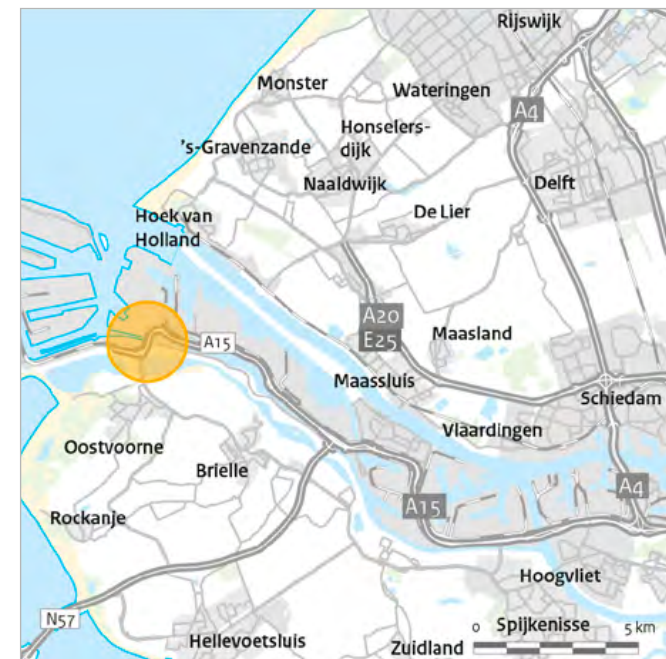 Rijswijk
Monster
Wateringen
A4
Honselers-
dijk
's-Gravenzande
Naaldwijk
Delft
De Lier
Hoek van
Holland
A20
E25
Maasland
A15
Maassluis
Schiedam
Vlaardingen
Oostvoorne
Brielle
A15
A4
Rockanje
Hoogvliet
N57
Hellevoetsluis
Zuidland
Spijkenisse
0
5 km